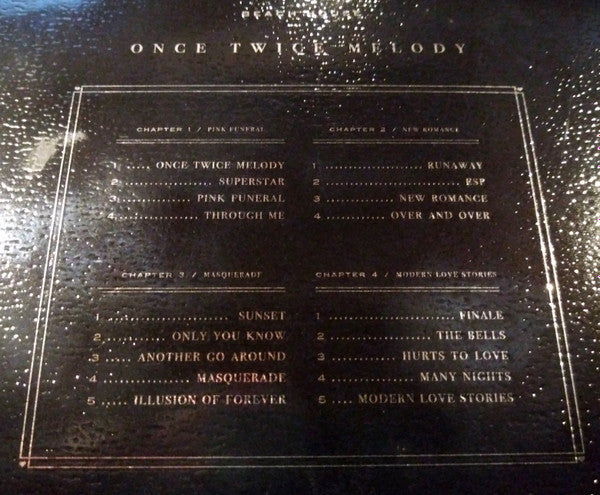 BEACH HOUSE
ONCE TWICE MELODY
CHAPTER 1 / PINK FUNERAL
1 ..... ONCE TWICE MELODY
2 .................. SUPERSTAR
3 ............. PINK FUNERAL
4 ............... THROUGH ME
CHAPTER 2 / NEW ROMANCE
1 .................... RUNAWAY
2 ............................ ESP
3 ............. NEW ROMANCE
4 ............ OVER AND OVER
CHAPTER 3 / MASQUERADE
1 ....................... SUNSET
2 .......... ONLY YOU KNOW
3 ..... ANOTHER GO AROUND
4 ................ MASQUERADE
5 ..... ILLUSION OF FOREVER
CHAPTER 4 / MODERN LOVE STORIES
1 ........................ FINALE
2 ................... THE BELLS
3 ............. HURTS TO LOVE
4 ................ MANY NIGHTS
5 .... MODERN LOVE STORIES